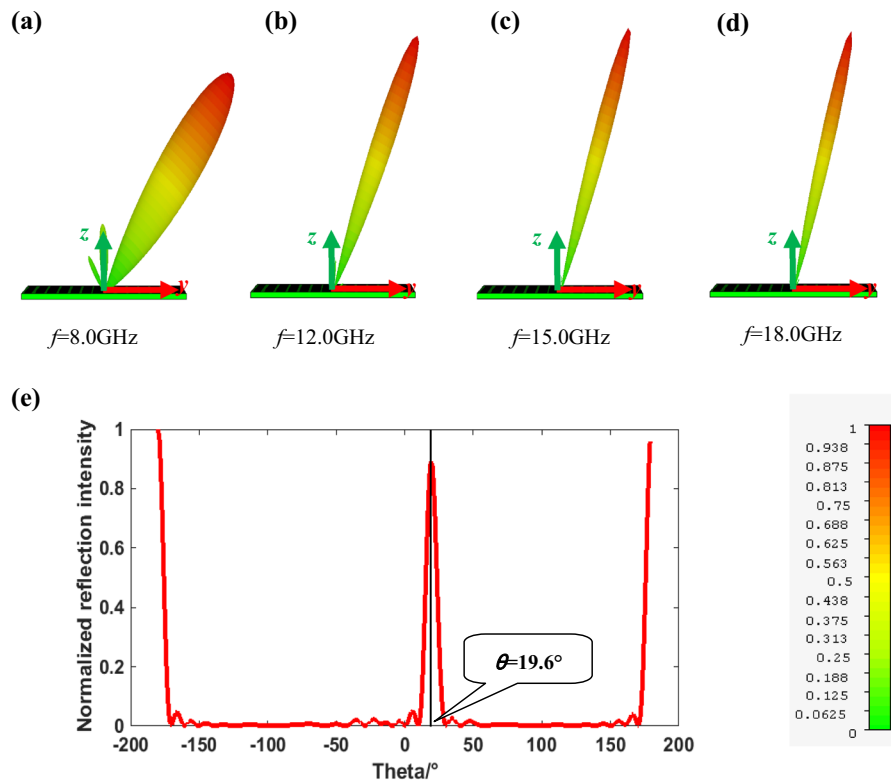 (a)
(b)
(c)
(d)
z
y
z
y
z
y
z
y
f=8.0GHz
f=12.0GHz
f=15.0GHz
f=18.0GHz
(e)
Normalized reflection intensity
1
0.8
0.6
0.4
0.2
0
-200 -150 -100 -50 0 50 100 150 200
Theta/°
θ=19.6°
1
0.938
0.875
0.813
0.75
0.688
0.625
0.563
0.5
0.438
0.375
0.313
0.25
0.188
0.125
0.0625
0